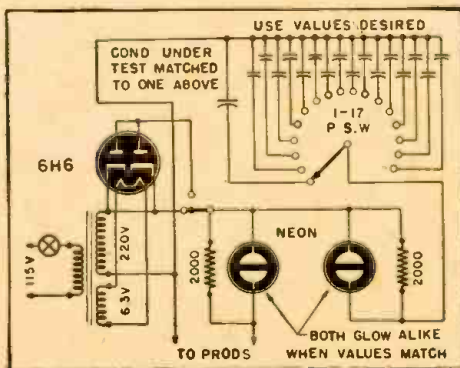 USE VALUES DESIRED
COND UNDER
TEST MATCHED
TO ONE ABOVE
1-17
P S.W
6H6
115V
220V
6.3V
2000
NEON
2000
BOTH GLOW ALIKE
WHEN VALUES MATCH
TO PRODS